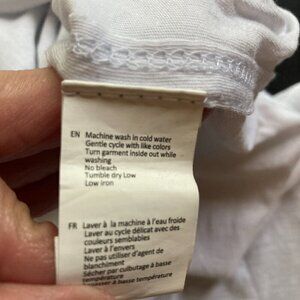 EN Machine wash in cold water
Gentle cycle with like colors
Turn garment inside out while
washing
No bleach
Tumble dry Low
Low iron
FR Laver à la machine à l'eau froide
Laver au cycle délicat avec des
couleurs semblables
Laver à l'envers
Ne pas utiliser d'agent de
blanchiment
Sécher par culbutage à basse
température
à basse température